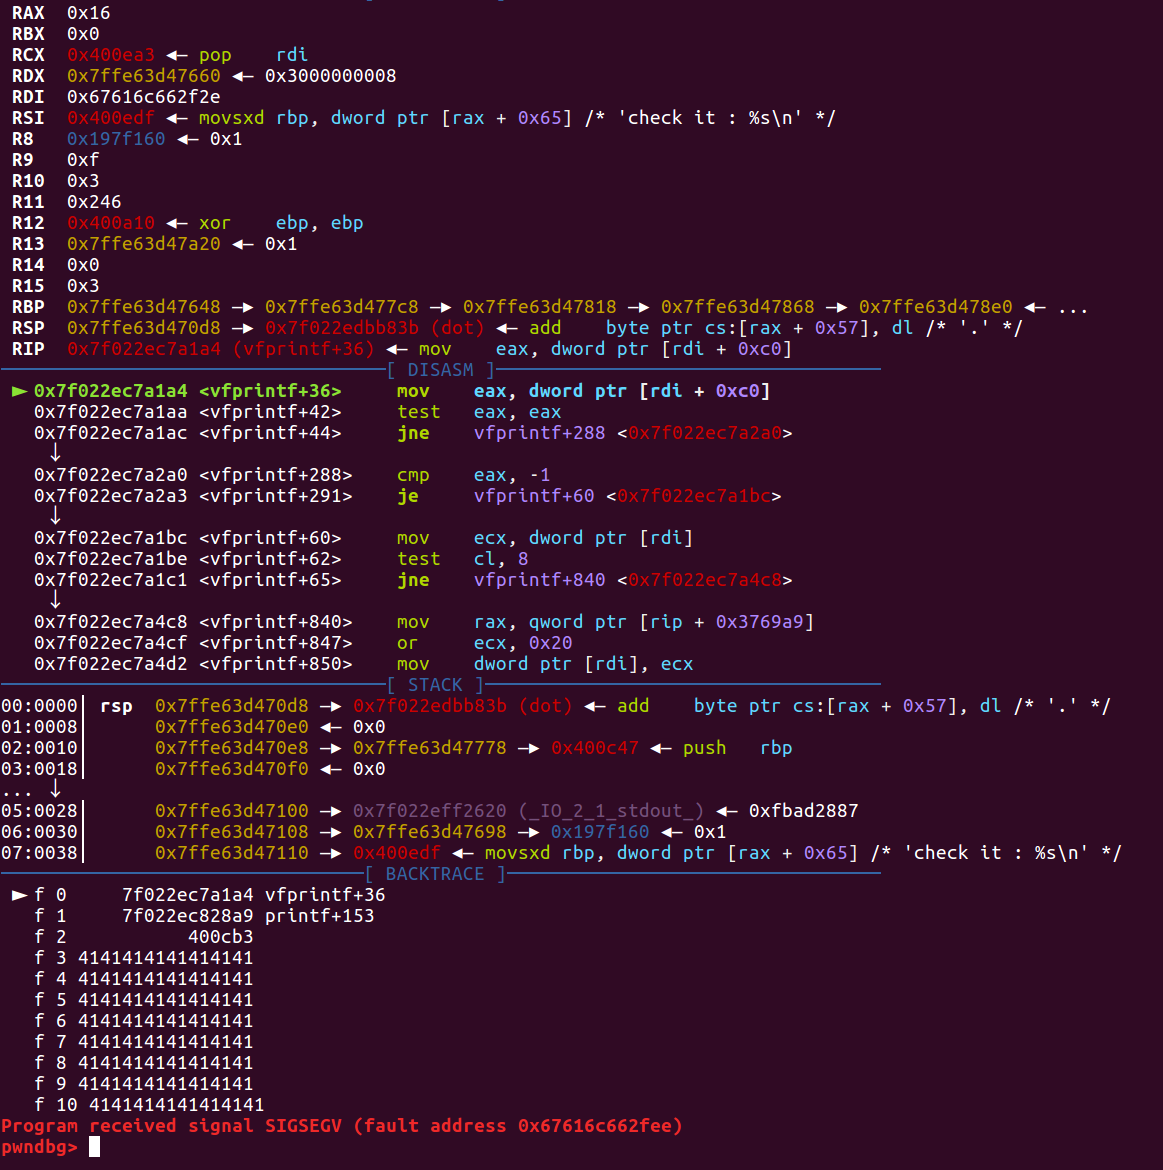 RAX  0x16
RBX  0x0
RCX  0x400ea3 ◂— pop    rdi
RDX  0x7ffe63d47660 ◂— 0x3000000008
RDI  0x67616c662f2e
RSI  0x400edf ◂— movsxd rbp, dword ptr [rax + 0x65] /* 'check it : %s\n' */
R8   0x197f160 ◂— 0x1
R9   0xf
R10  0x3
R11  0x246
R12  0x400a10 ◂— xor    ebp, ebp
R13  0x7ffe63d47a20 ◂— 0x1
R14  0x0
R15  0x3
RBP  0x7ffe63d47648 —▸ 0x7ffe63d477c8 —▸ 0x7ffe63d47818 —▸ 0x7ffe63d47868 —▸ 0x7ffe63d478e0 ◂— ...
RSP  0x7ffe63d470d8 —▸ 0x7f022edbb83b (dot) ◂— add    byte ptr cs:[rax + 0x57], dl /* '.' */
RIP  0x7f022ec7a1a4 (vfprintf+36) ◂— mov    eax, dword ptr [rdi + 0xc0]
[ DISASM ]
► 0x7f022ec7a1a4 <vfprintf+36>     mov    eax, dword ptr [rdi + 0xc0]
0x7f022ec7a1aa <vfprintf+42>     test   eax, eax
0x7f022ec7a1ac <vfprintf+44>     jne    vfprintf+288 <0x7f022ec7a2a0>
↓
0x7f022ec7a2a0 <vfprintf+288>    cmp    eax, -1
0x7f022ec7a2a3 <vfprintf+291>    je     vfprintf+60 <0x7f022ec7a1bc>
↓
0x7f022ec7a1bc <vfprintf+60>     mov    ecx, dword ptr [rdi]
0x7f022ec7a1be <vfprintf+62>     test   cl, 8
0x7f022ec7a1c1 <vfprintf+65>     jne    vfprintf+840 <0x7f022ec7a4c8>
↓
0x7f022ec7a4c8 <vfprintf+840>    mov    rax, qword ptr [rip + 0x3769a9]
0x7f022ec7a4cf <vfprintf+847>    or     ecx, 0x20
0x7f022ec7a4d2 <vfprintf+850>    mov    dword ptr [rdi], ecx
[ STACK ]
00:0000│ rsp  0x7ffe63d470d8 —▸ 0x7f022edbb83b (dot) ◂— add    byte ptr cs:[rax + 0x57], dl /* '.' */
01:0008│      0x7ffe63d470e0 ◂— 0x0
02:0010│      0x7ffe63d470e8 —▸ 0x7ffe63d47778 —▸ 0x400c47 ◂— push   rbp
03:0018│      0x7ffe63d470f0 ◂— 0x0
... ↓
05:0028│      0x7ffe63d47100 —▸ 0x7f022eff2620 (_IO_2_1_stdout_) ◂— 0xfbad2887
06:0030│      0x7ffe63d47108 —▸ 0x7ffe63d47698 —▸ 0x197f160 ◂— 0x1
07:0038│      0x7ffe63d47110 —▸ 0x400edf ◂— movsxd rbp, dword ptr [rax + 0x65] /* 'check it : %s\n' */
[ BACKTRACE ]
► f 0     7f022ec7a1a4 vfprintf+36
f 1     7f022ec828a9 printf+153
f 2           400cb3
f 3 4141414141414141
f 4 4141414141414141
f 5 4141414141414141
f 6 4141414141414141
f 7 4141414141414141
f 8 4141414141414141
f 9 4141414141414141
f 10 4141414141414141
Program received signal SIGSEGV (fault address 0x67616c662fee)
pwndbg>